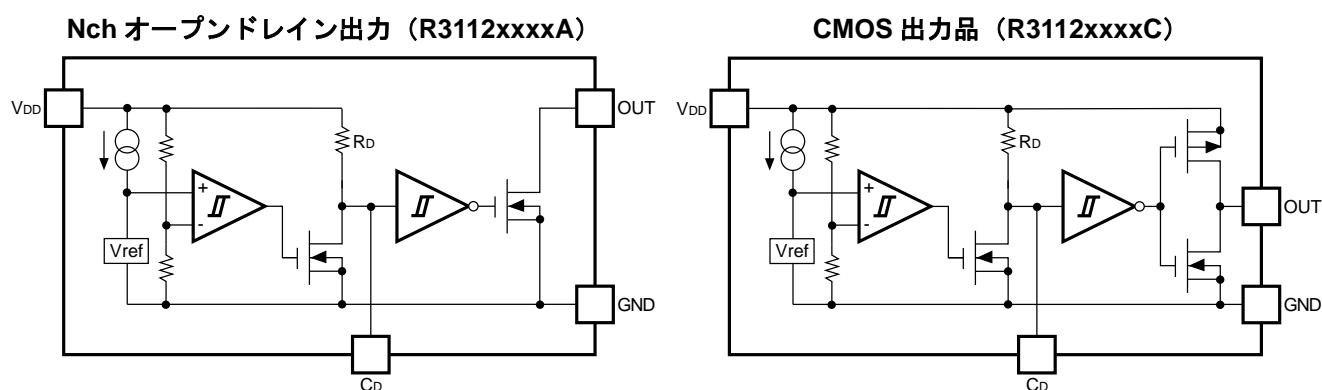 Nch オープンドレイン出力（R3112xxxxA）
VDD
RD
OUT
+
-
Vref
GND
CD
CMOS 出力品（R3112xxxxC）
VDD
RD
+
-
OUT
Vref
GND
CD